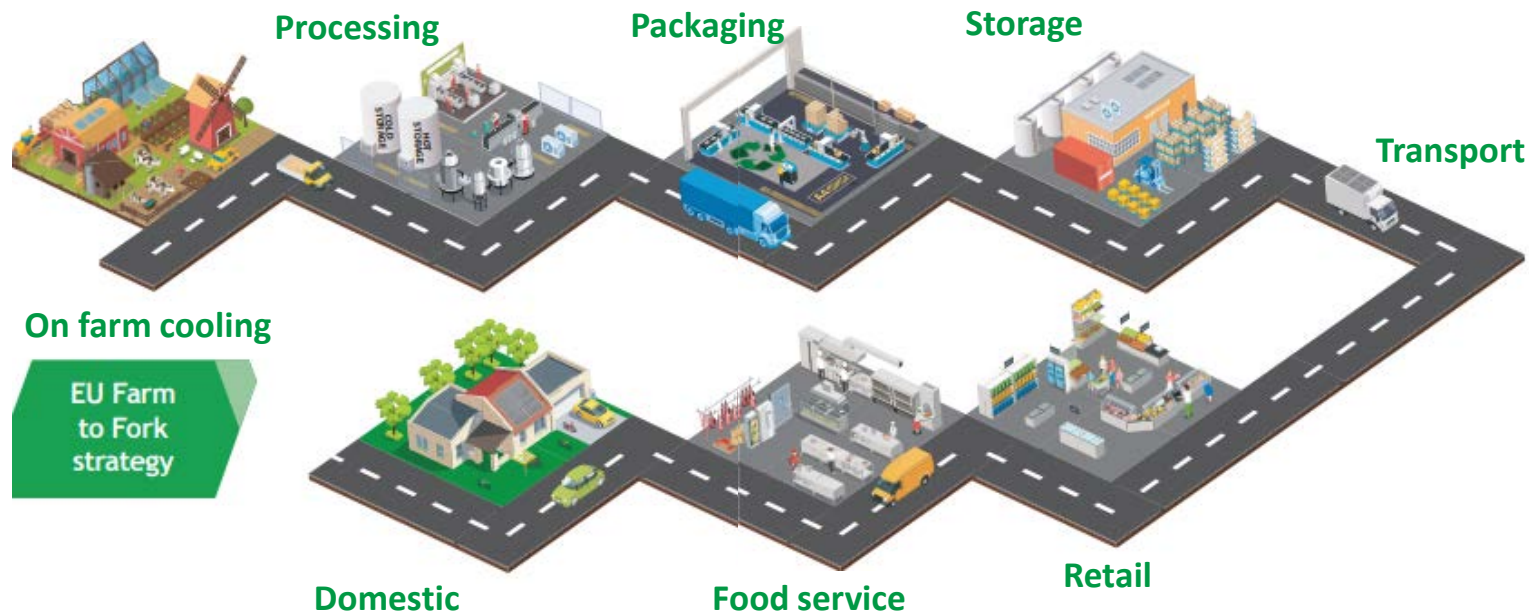 Processing
Packaging
Storage
Transport
COLD
STORAGE
HOT
STORAGE
On farm cooling
EU Farm
to Fork
strategy
Domestic
Food service
Retail